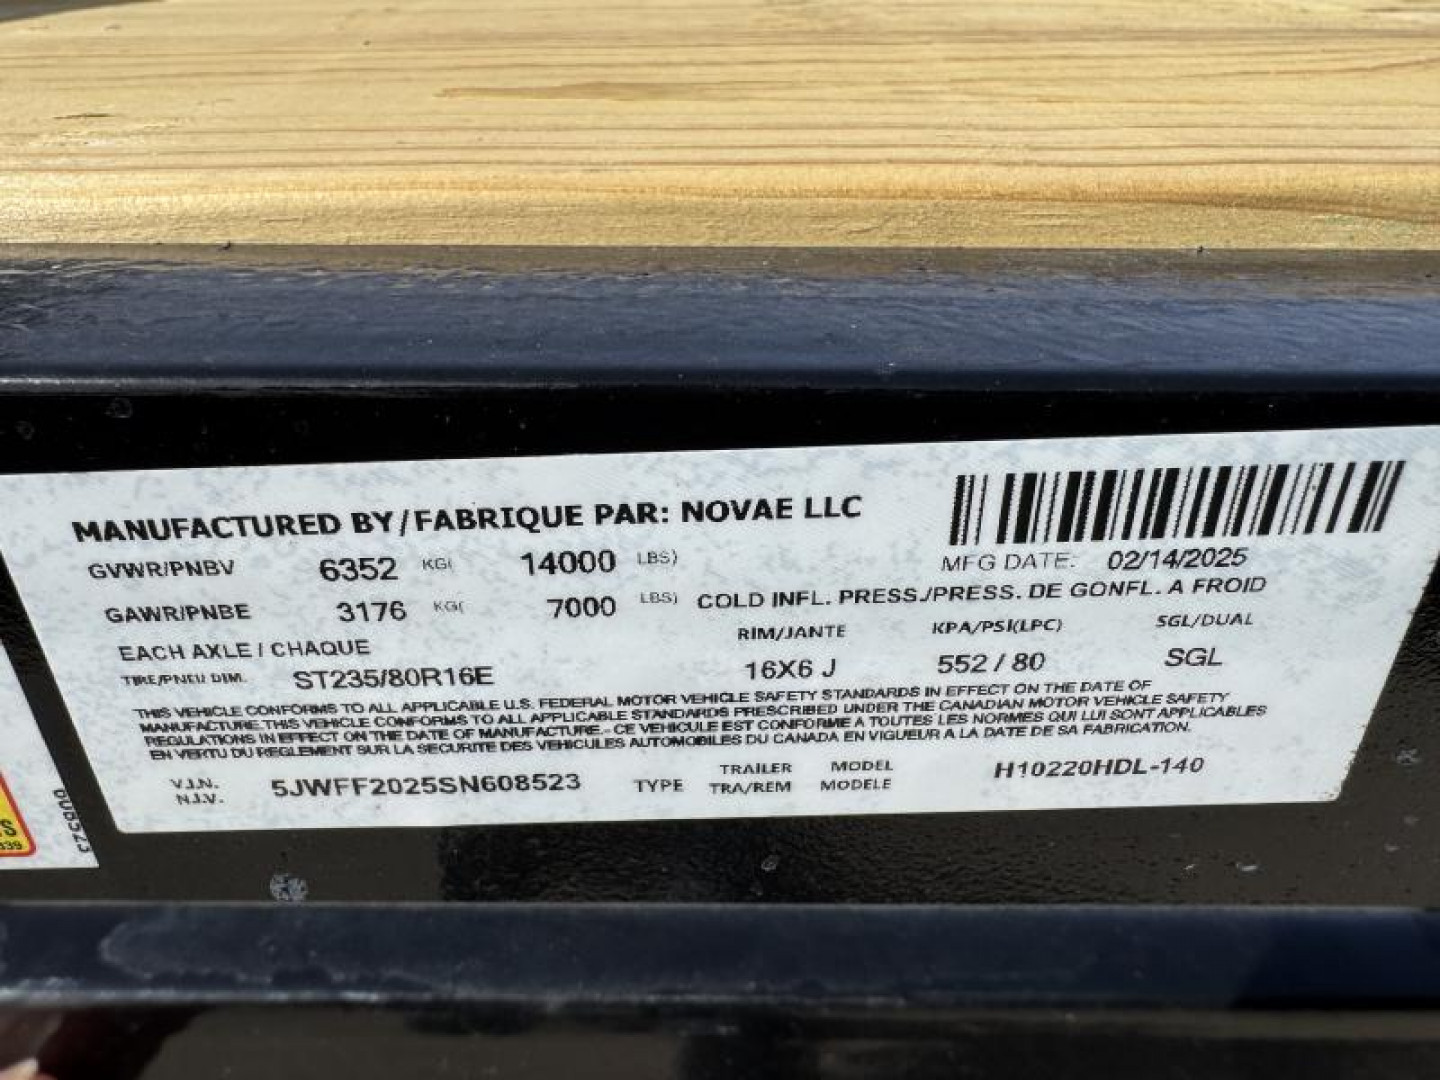 MANUFACTURED BY/FABRIQUE PAR: NOVAE LLC
GVWR/PNBV 6352 KG( 14000 LBS) MFG DATE: 02/14/2025
GAWR/PNBE 3176 KG( 7000 LBS) COLD INFL. PRESS./PRESS. DE GONFL. A FROID
EACH AXLE / CHAQUE RIM/JANTE KPA/PSI(LPC) SGL/DUAL
TIRE/PNEU DIM. ST235/80R16E 16X6 J 552 / 80 SGL
THIS VEHICLE CONFORMS TO ALL APPLICABLE U.S. FEDERAL MOTOR VEHICLE SAFETY STANDARDS IN EFFECT ON THE DATE OF
MANUFACTURE.THIS VEHICLE CONFORMS TO ALL APPLICABLE STANDARDS PRESCRIBED UNDER THE CANADIAN MOTOR VEHICLE SAFETY
REGULATIONS IN EFFECT ON THE DATE OF MANUFACTURE.- CE VEHICULE EST CONFORME A TOUTES LES NORMES QUI LUI SONT APPLICABLES
EN VERTU DU REGLEMENT SUR LA SECURITE DES VEHICULES AUTOMOBILES DU CANADA EN VIGUEUR A LA DATE DE SA FABRICATION.
V.I.N. 5JWFF2025SN608523 TYPE TRAILER MODEL H10220HDL-140
N.I.V. TRA/REM MODELE
608523
339